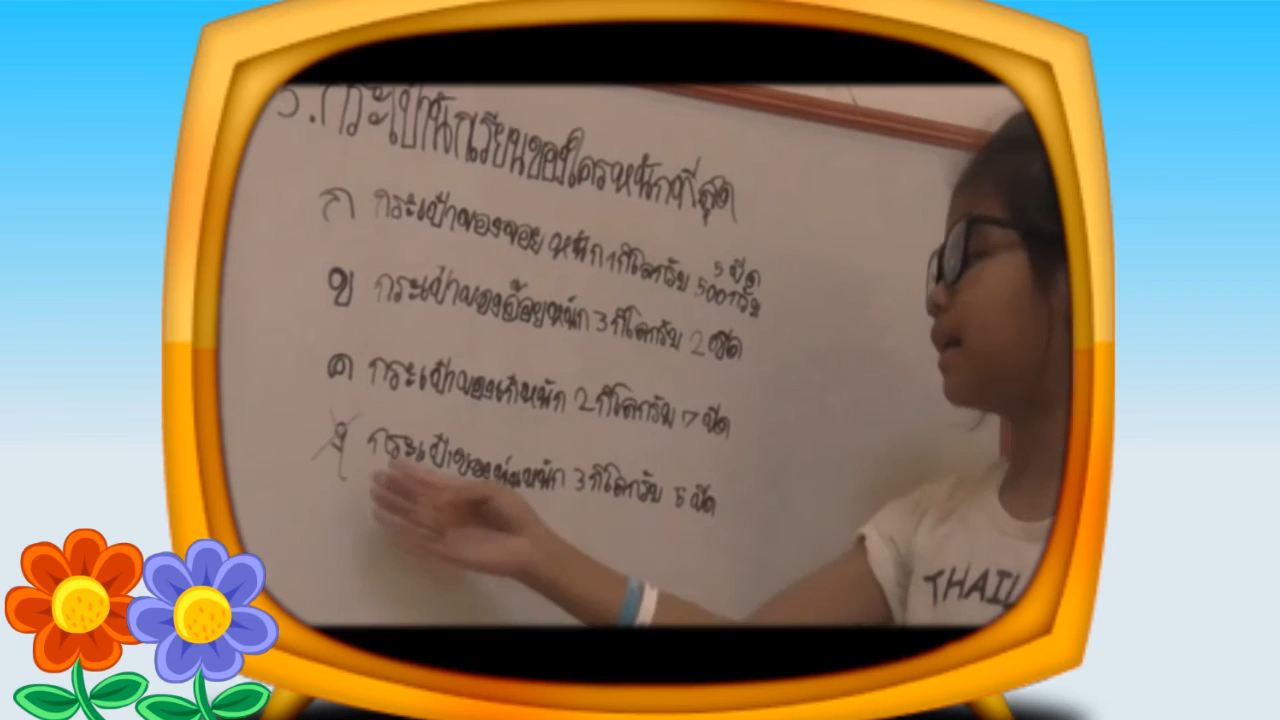 5. กระเป๋านักเรียนของใครหนักที่สุด
ก กระเป๋าของจอย หนัก 1 กิโลกรัม 500 กรัม
5 ขีด
ข กระเป๋าของอ้อยหนัก 3 กิโลกรัม 2 ขีด
ค กระเป๋าของเก๋หนัก 2 กิโลกรัม 7 ขีด
ง กระเป๋าของหนัก 3 กิโลกรัม 5 ขีด
THAIL